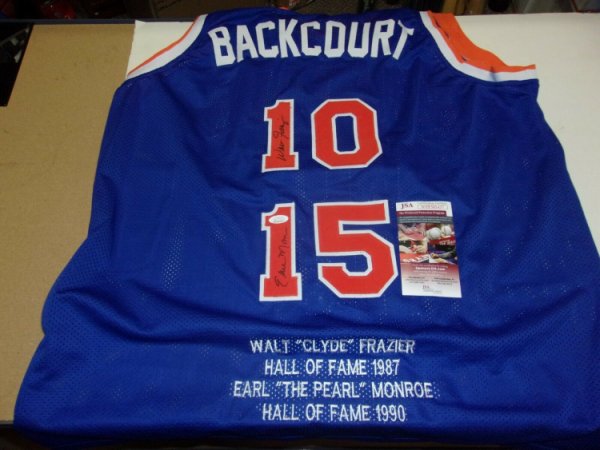 BACKCOURT
10
15
JSA
WALT "CLYDE" FRAZIER
HALL OF FAME 1987
EARL "THE PEARL" MONROE
HALL OF FAME 1990